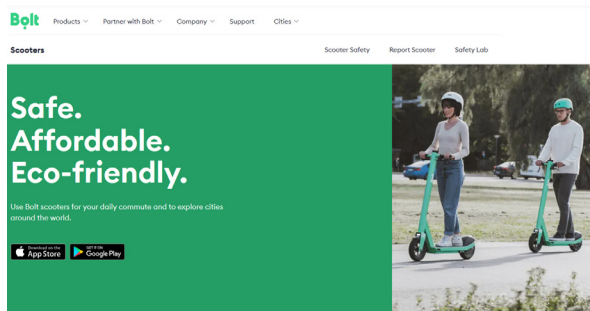 Bolt Products Partner with Bolt Company Support Cities
Scooters Scooter Safety Report Scooter Safety Lab
Safe.
Affordable.
Eco-friendly.
Use Bolt scooters for your daily commute and to explore cities
around the world.
Download on the
App Store
GET IT ON
Google Play